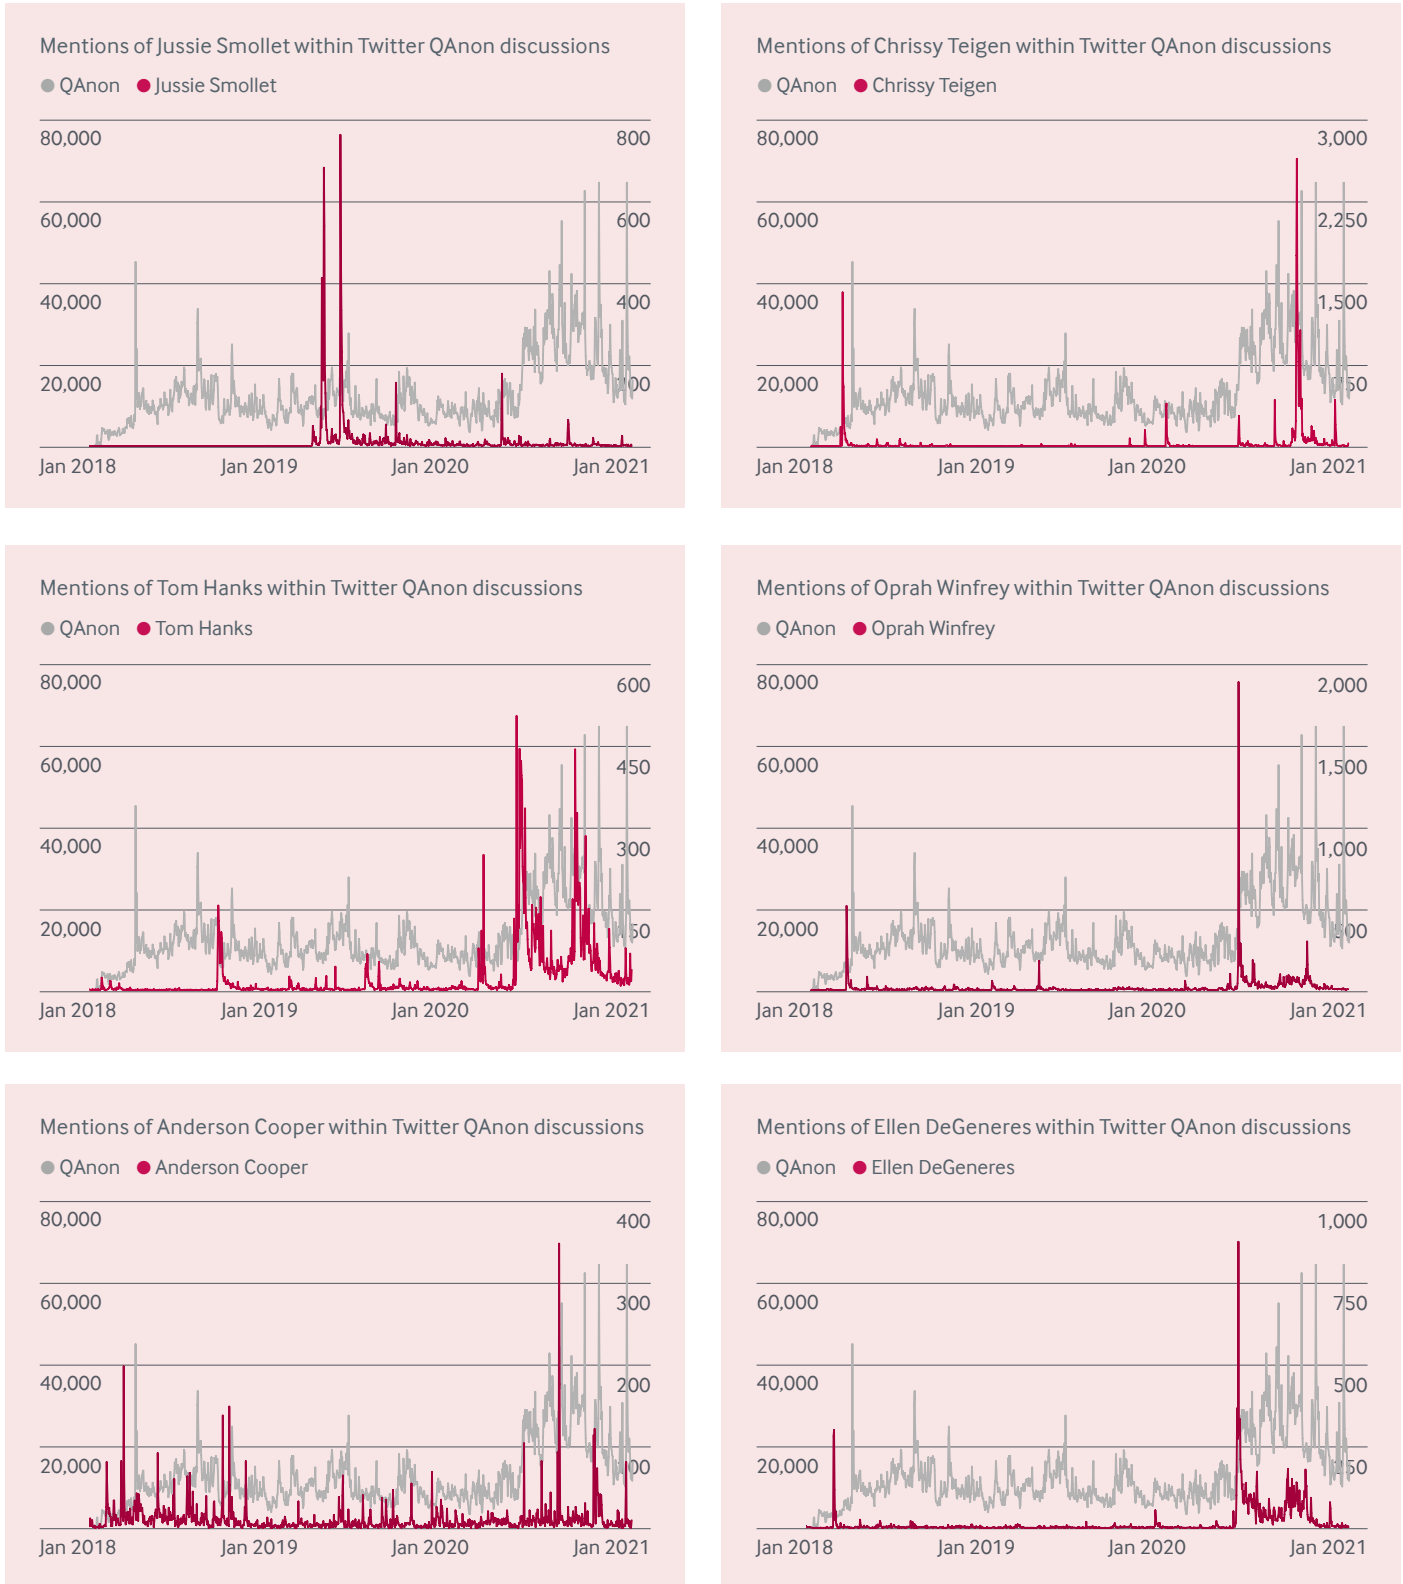 Mentions of Jussie Smollet within Twitter QAnon discussions
QAnon Jussie Smollet
80,000 800
60,000 600
40,000 400
20,000 200
Jan 2018 Jan 2019 Jan 2020 Jan 2021
Mentions of Chrissy Teigen within Twitter QAnon discussions
QAnon Chrissy Teigen
80,000 3,000
60,000 2,250
40,000 1,500
20,000 750
Jan 2018 Jan 2019 Jan 2020 Jan 2021
Mentions of Tom Hanks within Twitter QAnon discussions
QAnon Tom Hanks
80,000 600
60,000 450
40,000 300
20,000 150
Jan 2018 Jan 2019 Jan 2020 Jan 2021
Mentions of Oprah Winfrey within Twitter QAnon discussions
QAnon Oprah Winfrey
80,000 2,000
60,000 1,500
40,000 1,000
20,000 500
Jan 2018 Jan 2019 Jan 2020 Jan 2021
Mentions of Anderson Cooper within Twitter QAnon discussions
QAnon Anderson Cooper
80,000 400
60,000 300
40,000 200
20,000 100
Jan 2018 Jan 2019 Jan 2020 Jan 2021
Mentions of Ellen DeGeneres within Twitter QAnon discussions
QAnon Ellen DeGeneres
80,000 1,000
60,000 750
40,000 500
20,000 250
Jan 2018 Jan 2019 Jan 2020 Jan 2021